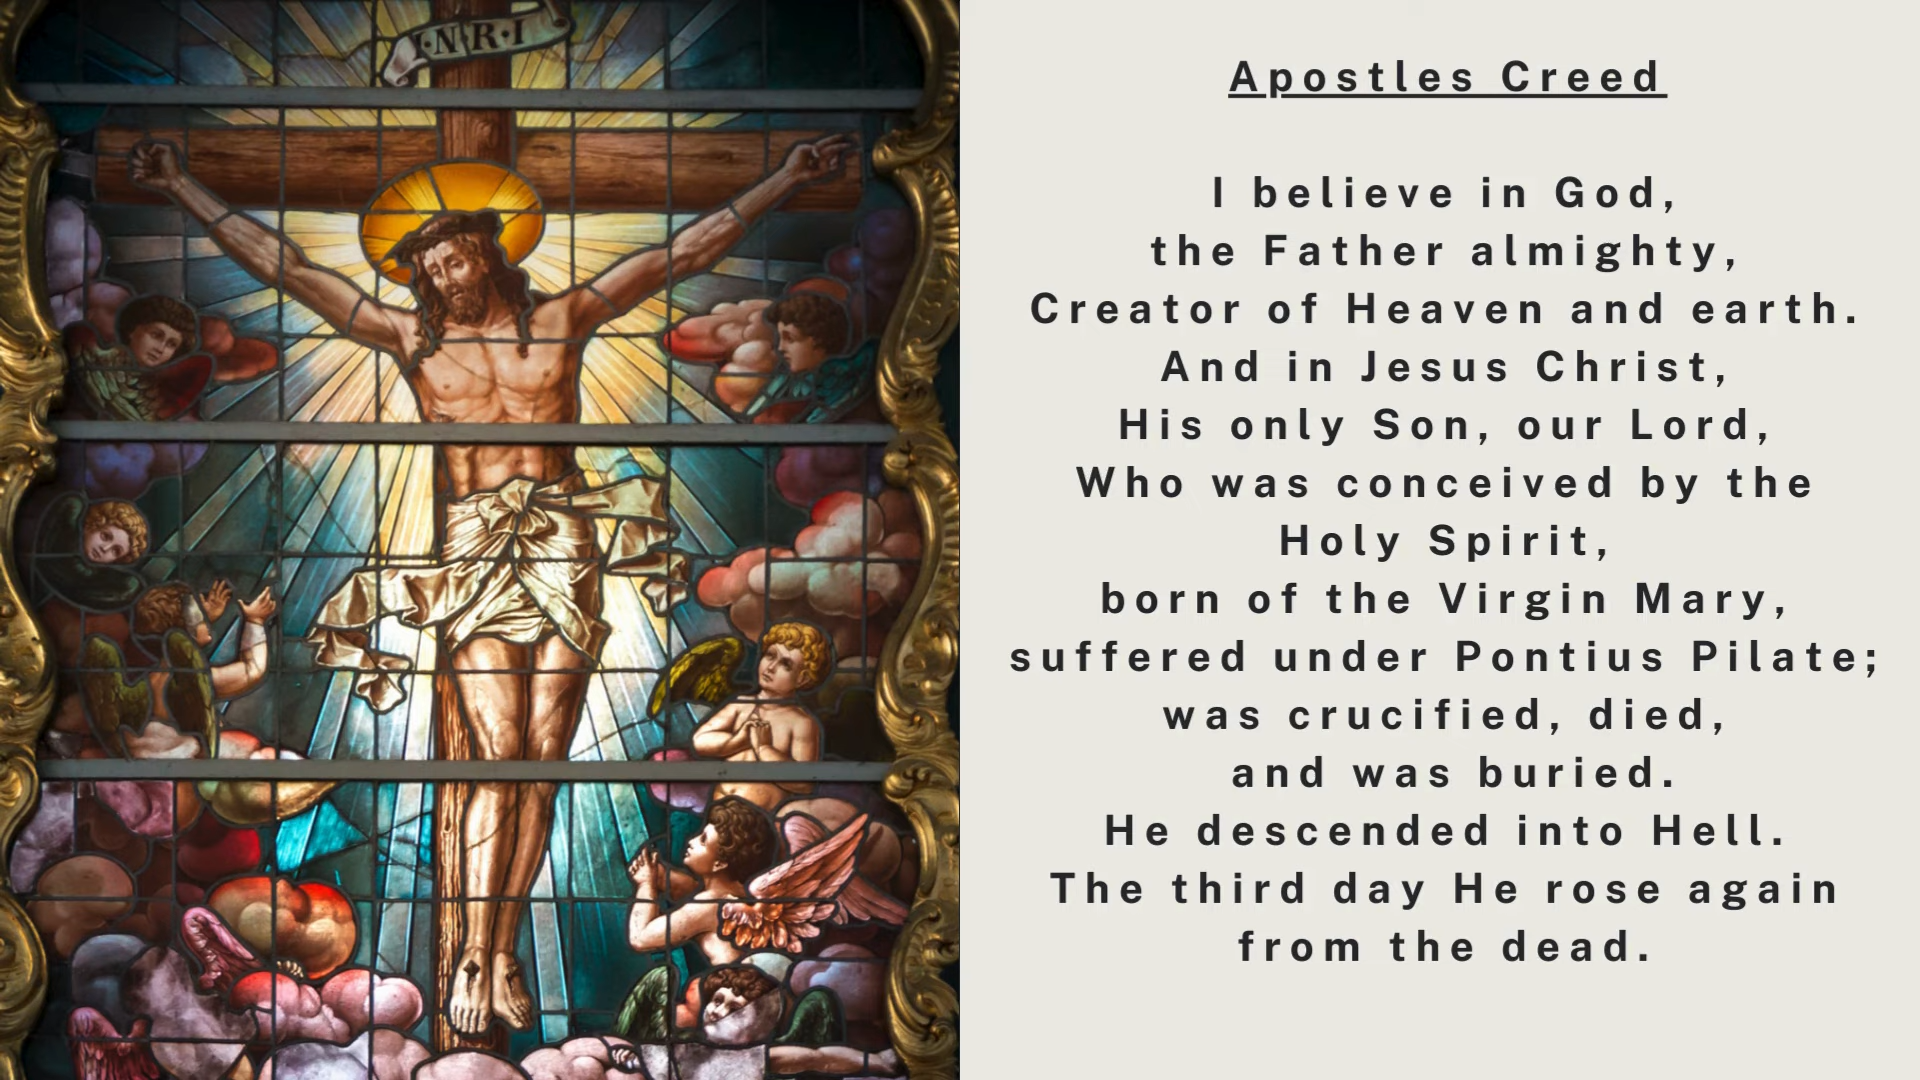 I·N·R·I
Apostles Creed
I believe in God,
the Father almighty,
Creator of Heaven and earth.
And in Jesus Christ,
His only Son, our Lord,
Who was conceived by the
Holy Spirit,
born of the Virgin Mary,
suffered under Pontius Pilate;
was crucified, died,
and was buried.
He descended into Hell.
The third day He rose again
from the dead.